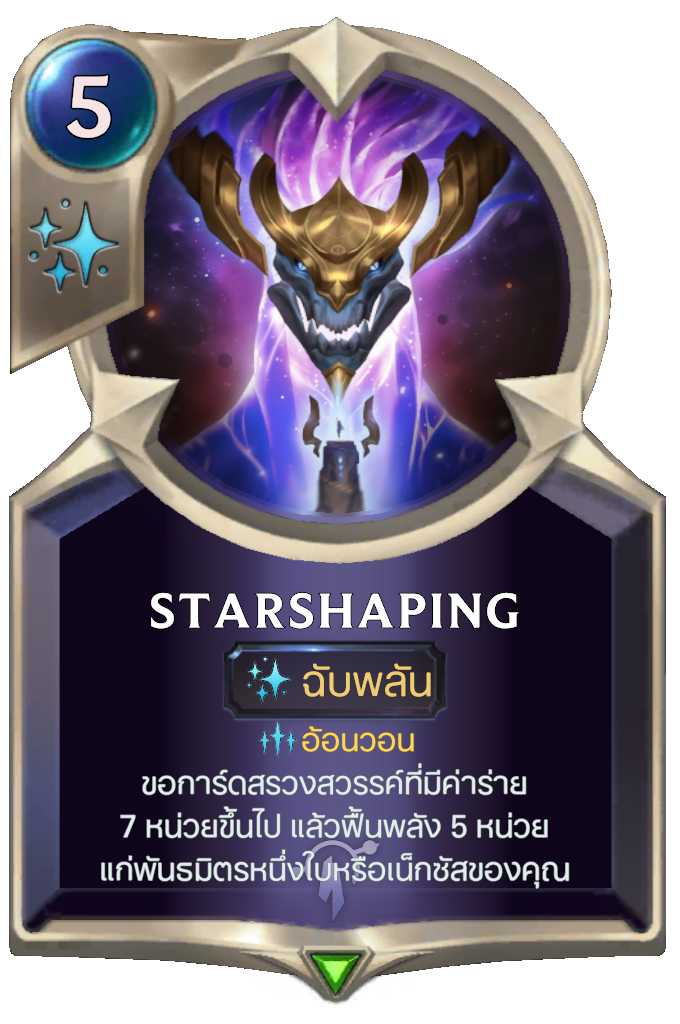 5
STARSHAPING
ฉับพลัน
อ้อนวอน
ขอการ์ดสรวงสวรรค์ที่มีค่าร่าย
7 หน่วยขึ้นไป แล้วฟื้นพลัง 5 หน่วย
แก่พันธมิตรหนึ่งใบหรือเน็กซัสของคุณ